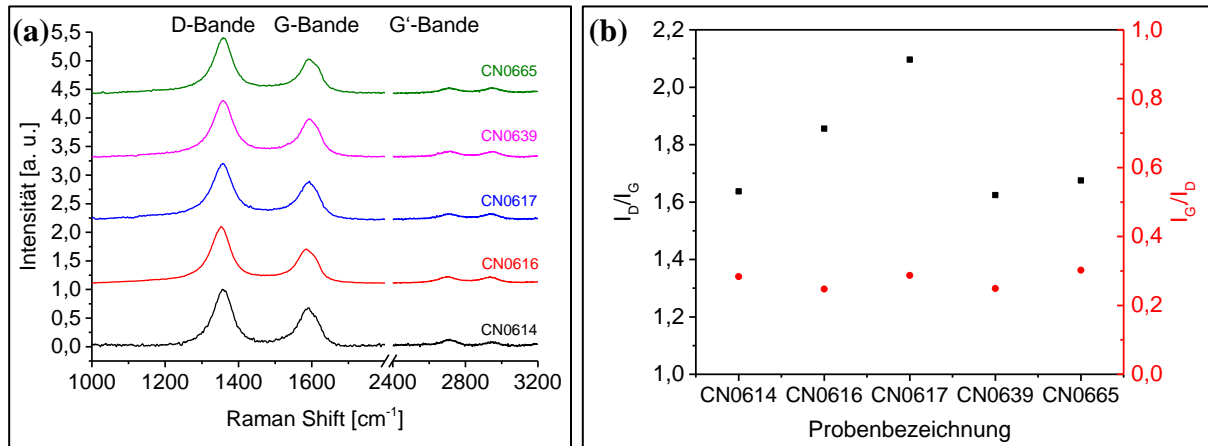 (a)
D-Bande G-Bande G‘-Bande
Intensität [a. u.]
5,5
5,0
4,5
4,0
3,5
3,0
2,5
2,0
1,5
1,0
0,5
0,0
CN0665
CN0639
CN0617
CN0616
CN0614
1000 1200 1400 1600 2400 2800 3200
Raman Shift [cm-1]
(b)
I_D/I_G
2,2
2,0
1,8
1,6
1,4
1,2
1,0
1,0
0,8
0,6
0,4
0,2
0,0
I_G/I_D
CN0614 CN0616 CN0617 CN0639 CN0665
Probenbezeichnung